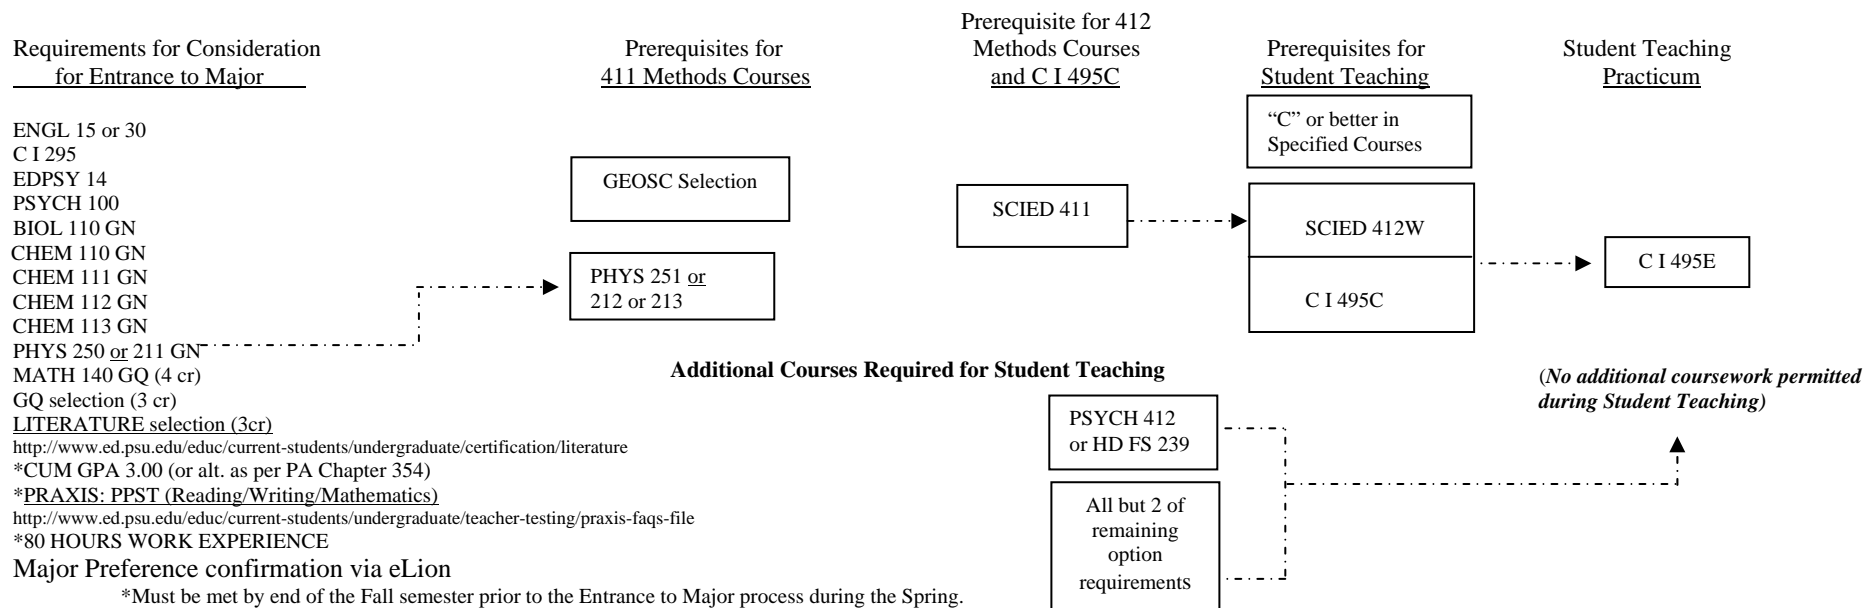 Requirements for Consideration
for Entrance to Major
ENGL 15 or 30
C I 295
EDPSY 14
PSYCH 100
BIOL 110 GN
CHEM 110 GN
CHEM 111 GN
CHEM 112 GN
CHEM 113 GN
PHYS 250 or 211 GN
MATH 140 GQ (4 cr)
GQ selection (3 cr)
LITERATURE selection (3cr)
http://www.ed.psu.edu/educ/current-students/undergraduate/certification/literature
*CUM GPA 3.00 (or alt. as per PA Chapter 354)
*PRAXIS: PPST (Reading/Writing/Mathematics)
http://www.ed.psu.edu/educ/current-students/undergraduate/teacher-testing/praxis-faqs-file
*80 HOURS WORK EXPERIENCE
Major Preference confirmation via eLion
*Must be met by end of the Fall semester prior to the Entrance to Major process during the Spring.
Prerequisites for
411 Methods Courses
GEOSC Selection
PHYS 251 or
212 or 213
Prerequisite for 412
Methods Courses
and C I 495C
SCIED 411
Prerequisites for
Student Teaching
“C” or better in
Specified Courses
SCIED 412W
C I 495C
Student Teaching
Practicum
C I 495E
Additional Courses Required for Student Teaching
PSYCH 412
or HD FS 239
All but 2 of
remaining
option
requirements
(No additional coursework permitted
during Student Teaching)